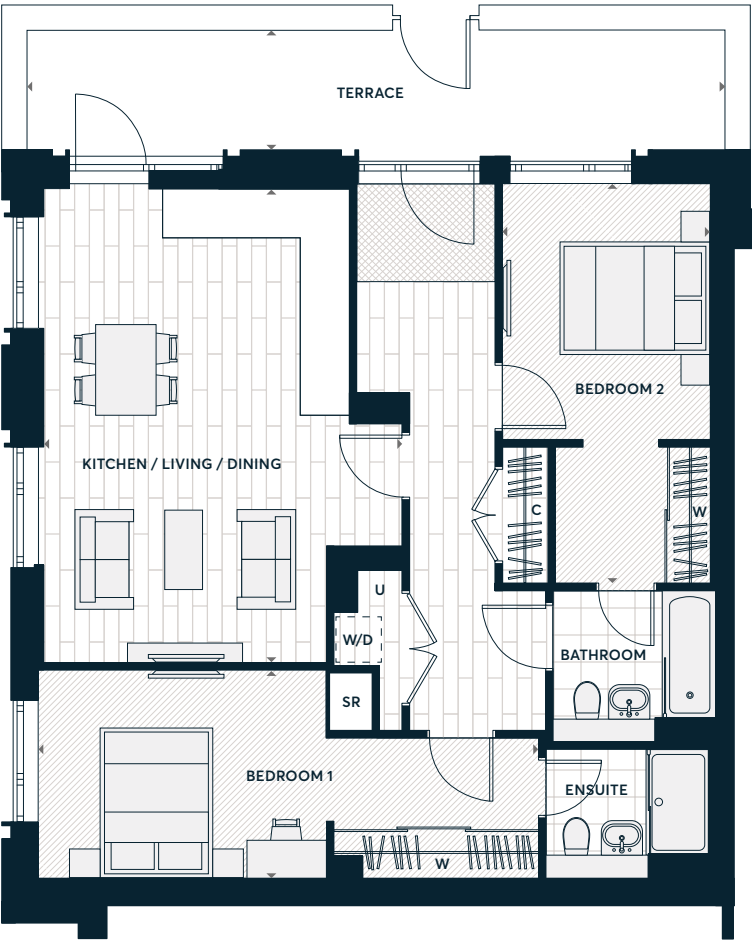 TERRACE
BEDROOM 2
KITCHEN / LIVING / DINING
C
W
U
W/D
BATHROOM
SR
BEDROOM 1
ENSUITE
W